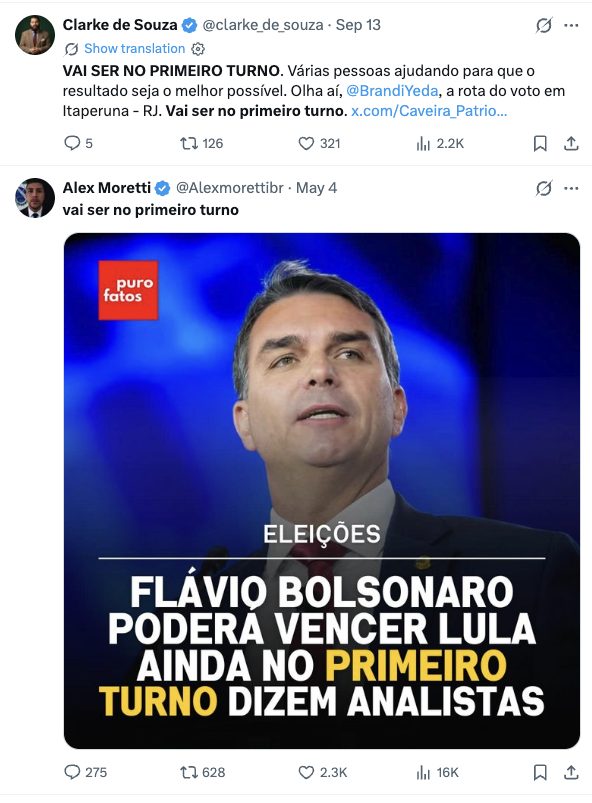 Clarke de Souza @clarke_de_souza · Sep 13
Show translation
VAI SER NO PRIMEIRO TURNO. Várias pessoas ajudando para que o
resultado seja o melhor possível. Olha aí, @BrandiYeda, a rota do voto em
Itaperuna - RJ. Vai ser no primeiro turno. x.com/Caveira_Patrio…
5 126 321 2.2K
Alex Moretti @Alexmorettibr · May 4
vai ser no primeiro turno
puro
fatos
ELEIÇÕES
FLÁVIO BOLSONARO
PODERÁ VENCER LULA
AINDA NO PRIMEIRO
TURNO DIZEM ANALISTAS
275 628 2.3K 16K